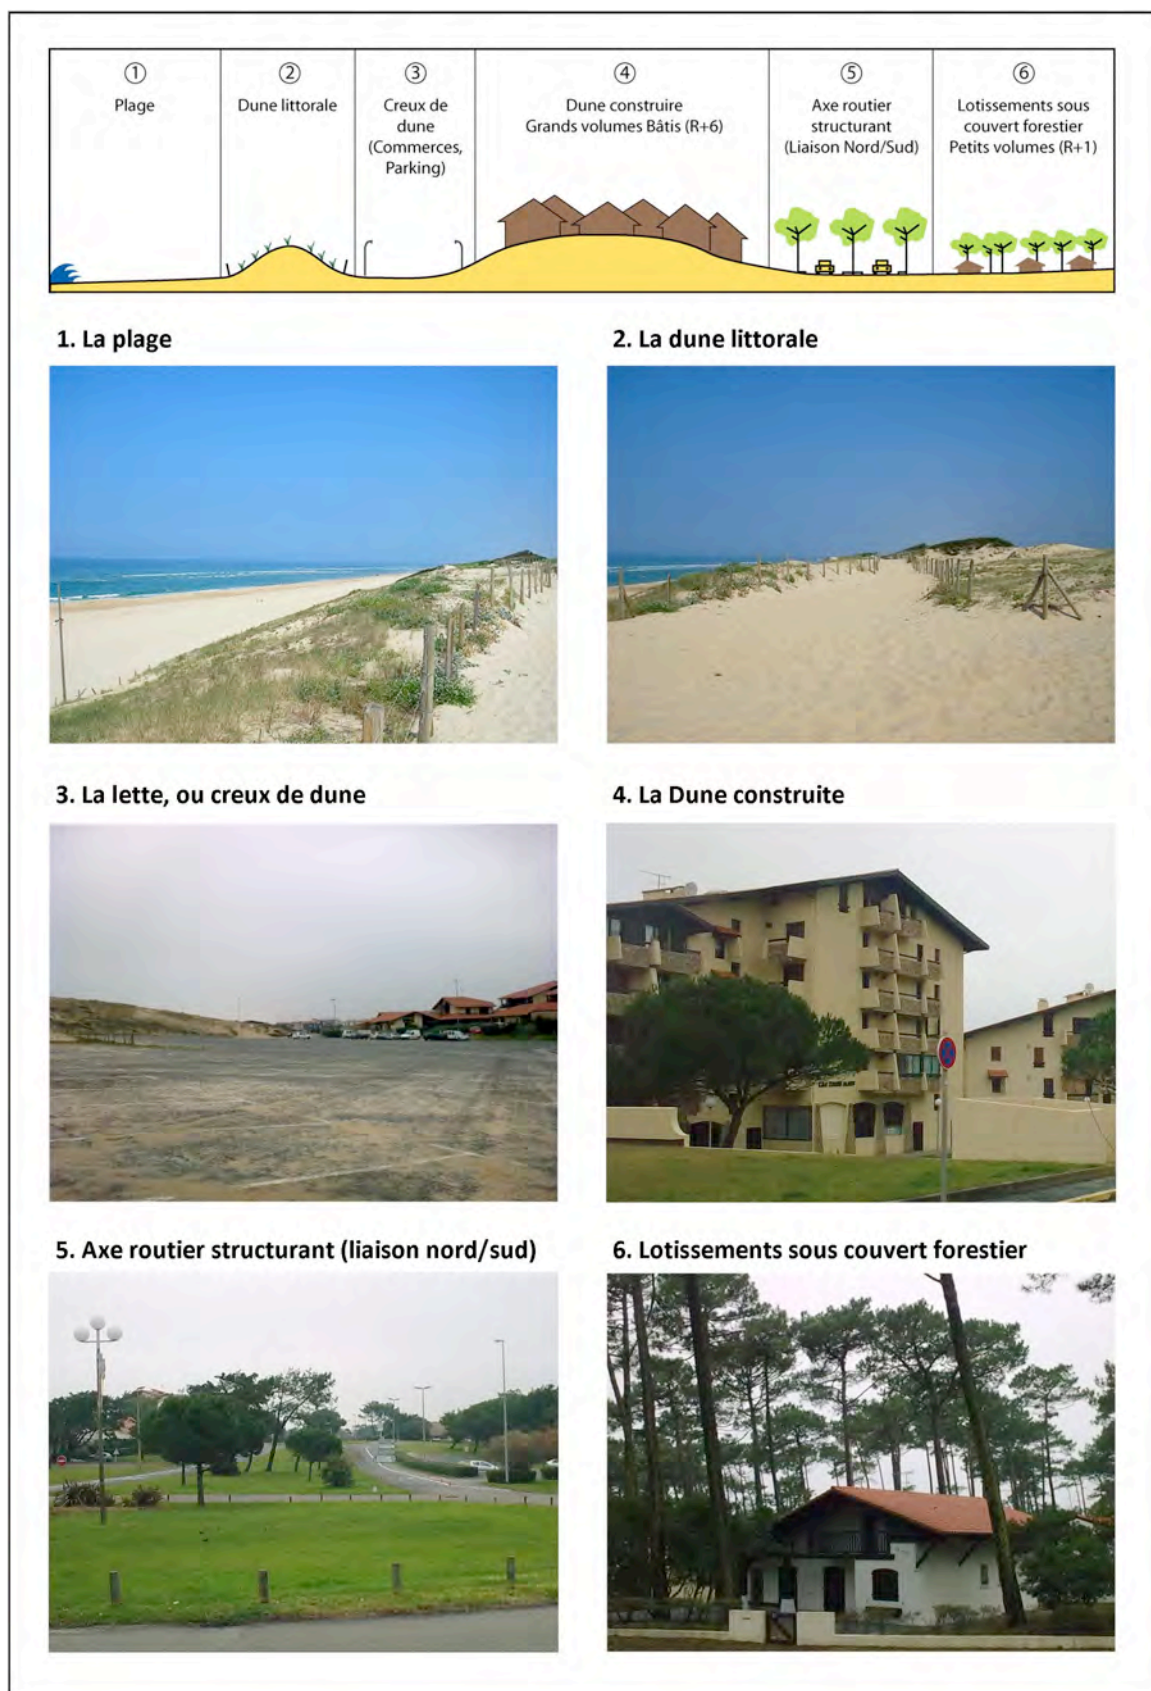 ①
Plage
②
Dune littorale
③
Creux de
dune
(Commerces,
Parking)
④
Dune construire
Grands volumes Bâtis (R+6)
⑤
Axe routier
structurant
(Liaison Nord/Sud)
⑥
Lotissements sous
couvert forestier
Petits volumes (R+1)
1. La plage
2. La dune littorale
3. La lette, ou creux de dune
4. La Dune construite
5. Axe routier structurant (liaison nord/sud)
6. Lotissements sous couvert forestier